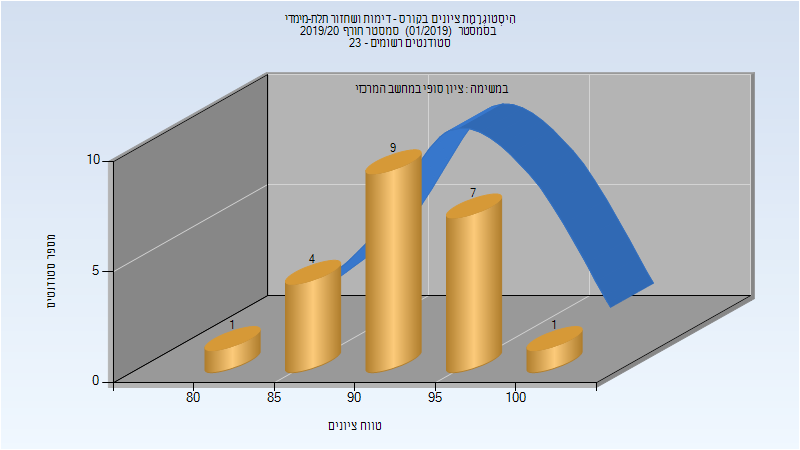 היסטוגרמת ציונים בקורס - דימות ושחזור תלת-מימדי
בסמסטר (01/2019) סמסטר חורף 2019/20
סטודנטים רשומים - 23
במשימה : ציון סופי במחשב המרכזי
9
7
4
1
1
10
5
0
מספר סטודנטים
80 85 90 95 100
טווח ציונים